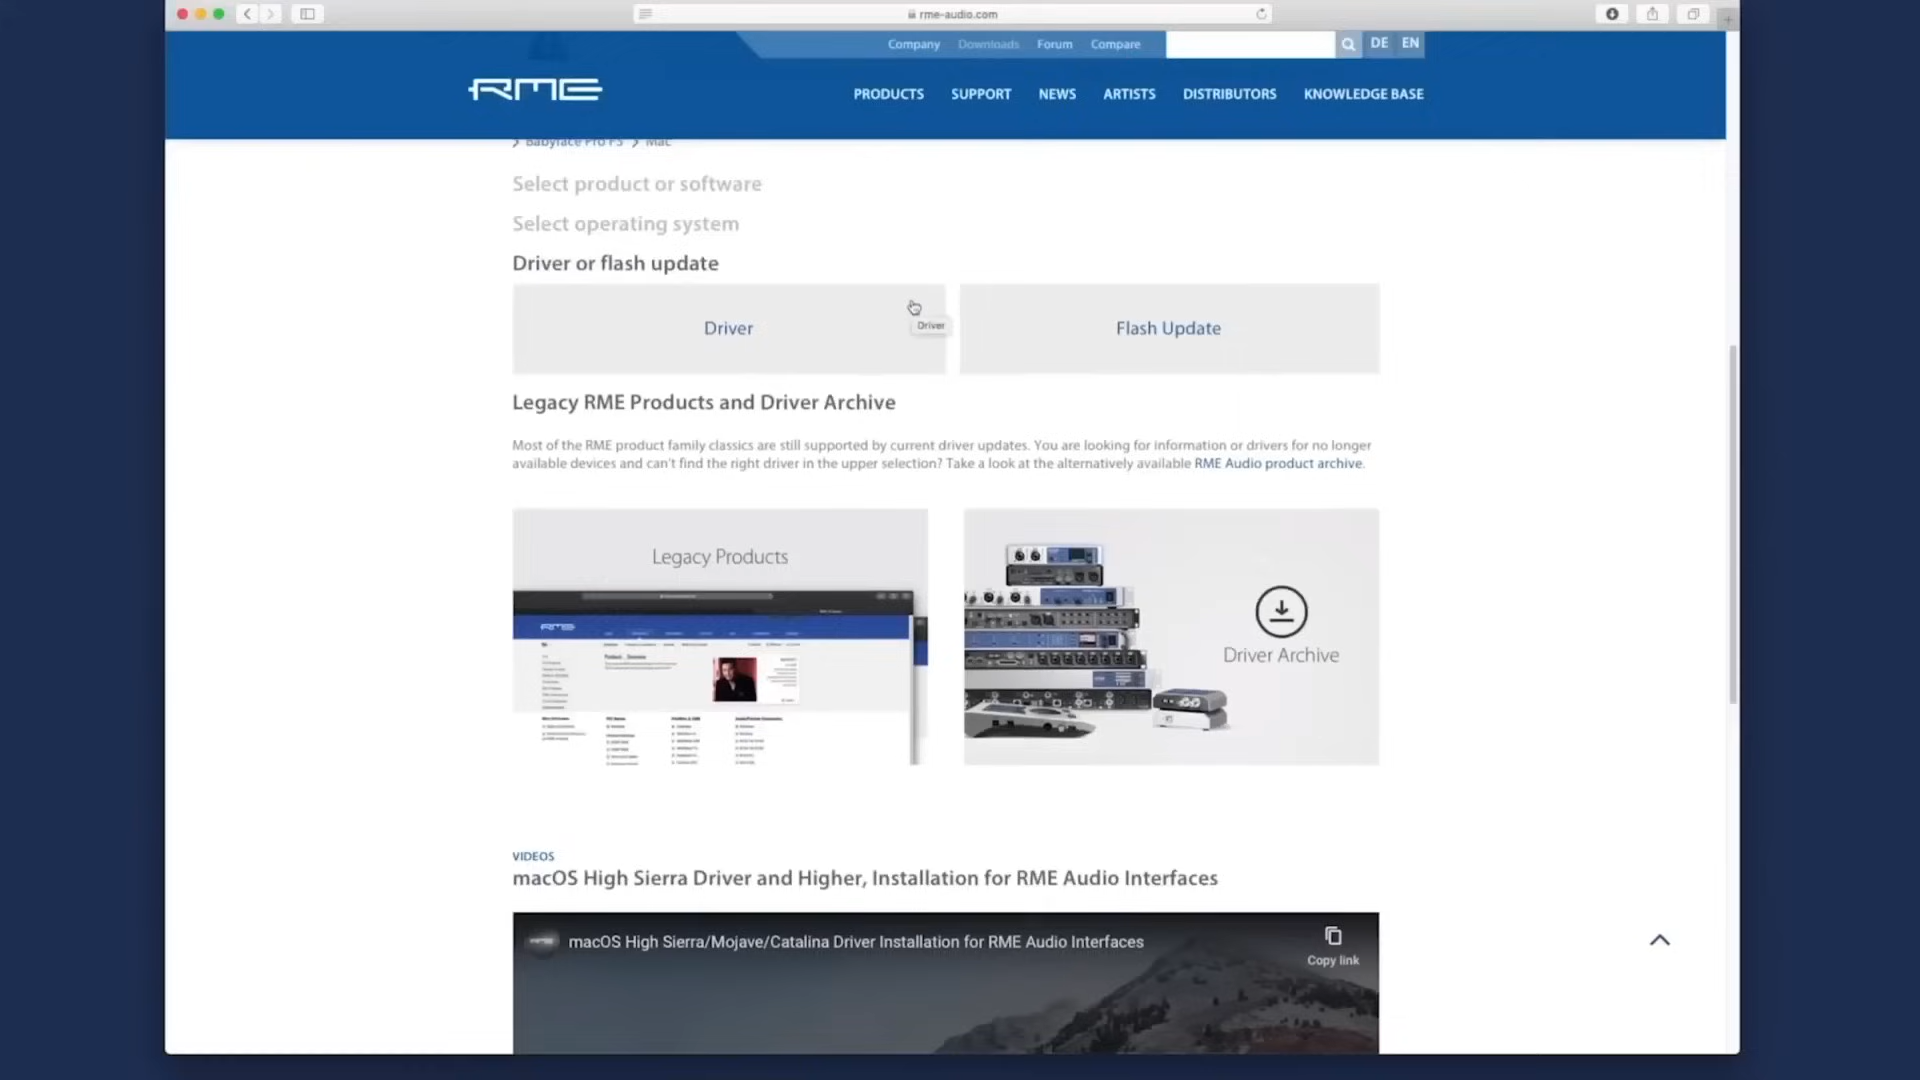 rme-audio.com
Company Downloads Forum Compare DE EN
RME
PRODUCTS SUPPORT NEWS ARTISTS DISTRIBUTORS KNOWLEDGE BASE
Babyface Pro FS > Mac
Select product or software
Select operating system
Driver or flash update
Driver
Driver
Flash Update
Legacy RME Products and Driver Archive
Most of the RME product family classics are still supported by current driver updates. You are looking for information or drivers for no longer
available devices and can't find the right driver in the upper selection? Take a look at the alternatively available RME Audio product archive.
Legacy Products
RME
Driver Archive
VIDEOS
macOS High Sierra Driver and Higher, Installation for RME Audio Interfaces
macOS High Sierra/Mojave/Catalina Driver Installation for RME Audio Interfaces
Copy link